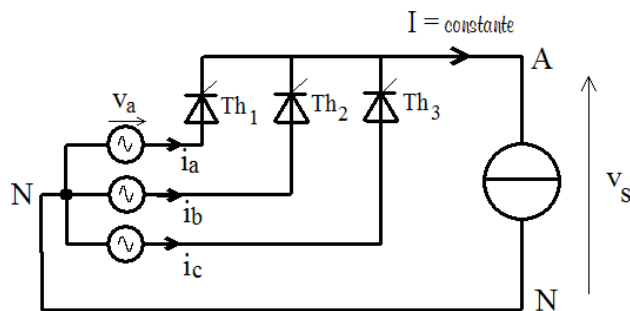 I = constante
A
v_a
Th_1
Th_2
Th_3
i_a
N
i_b
i_c
v_s
N